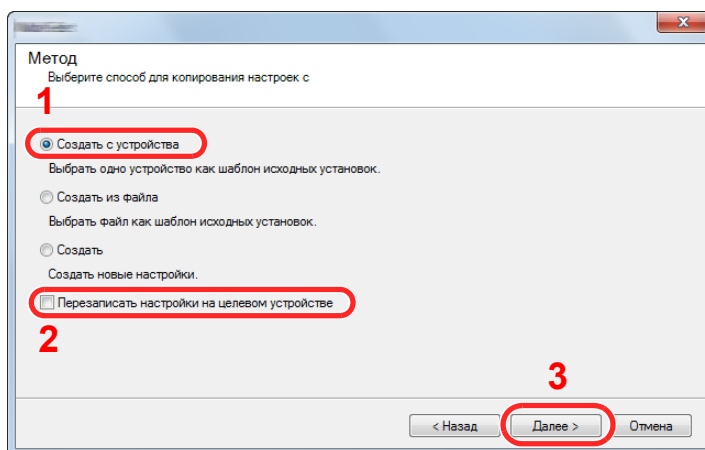 Метод
Выберите способ для копирования настроек с
1
Создать с устройства
Выбрать одно устройство как шаблон исходных установок.
Создать из файла
Выбрать файл как шаблон исходных установок.
Создать
Создать новые настройки.
Перезаписать настройки на целевом устройстве
2
3
< Назад
Далее >
Отмена